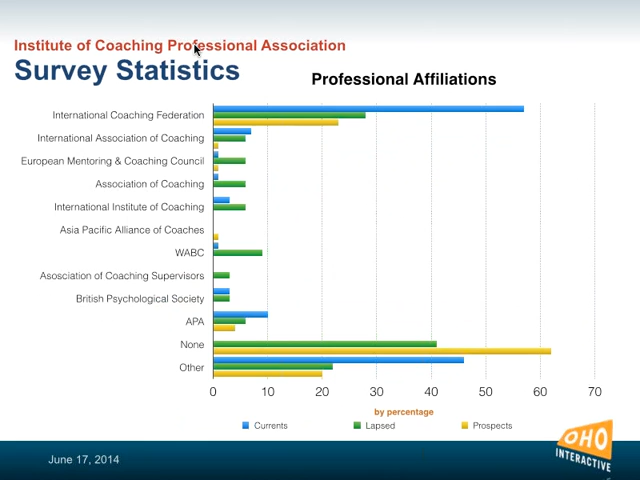 Institute of Coaching Professional Association
Survey Statistics
Professional Affiliations
International Coaching Federation
International Association of Coaching
European Mentoring & Coaching Council
Association of Coaching
International Institute of Coaching
Asia Pacific Alliance of Coaches
WABC
Asosciation of Coaching Supervisors
British Psychological Society
APA
None
Other
0 10 20 30 40 50 60 70
by percentage
Currents Lapsed Prospects
June 17, 2014
OHO
INTERACTIVE